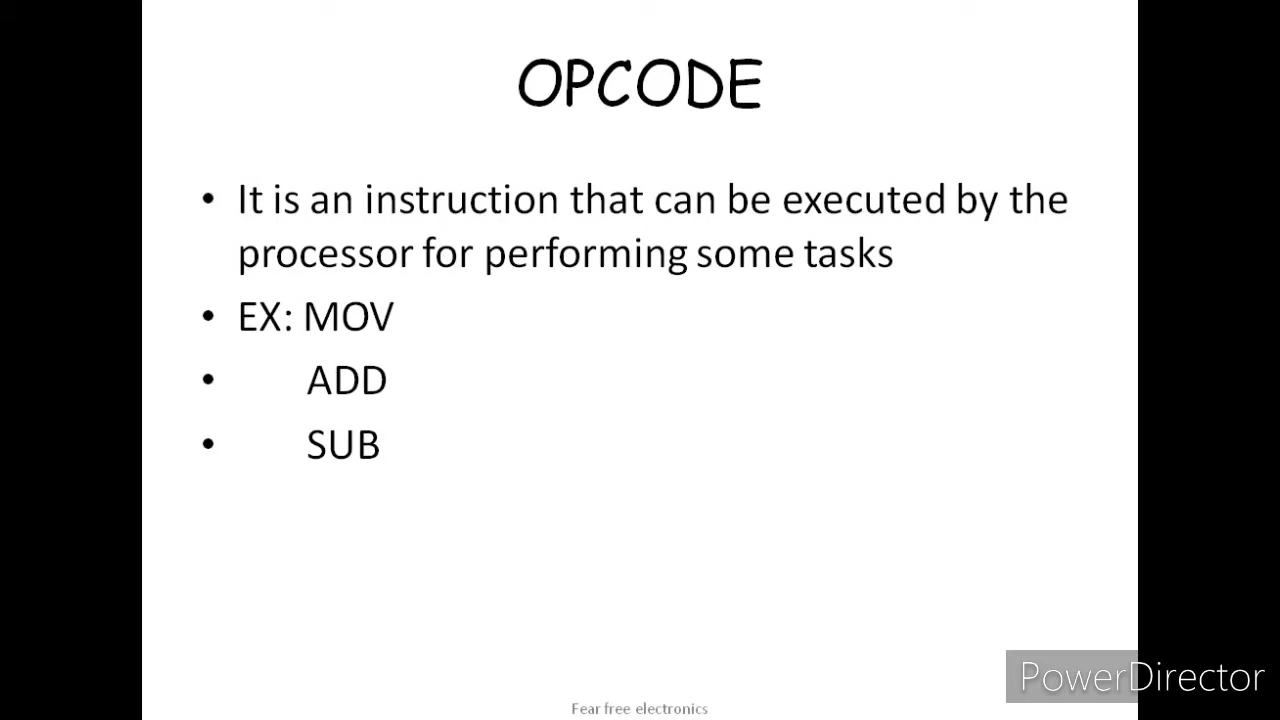 OPCODE
• It is an instruction that can be executed by the
processor for performing some tasks
• EX: MOV
• ADD
• SUB
Fear free electronics
PowerDirector